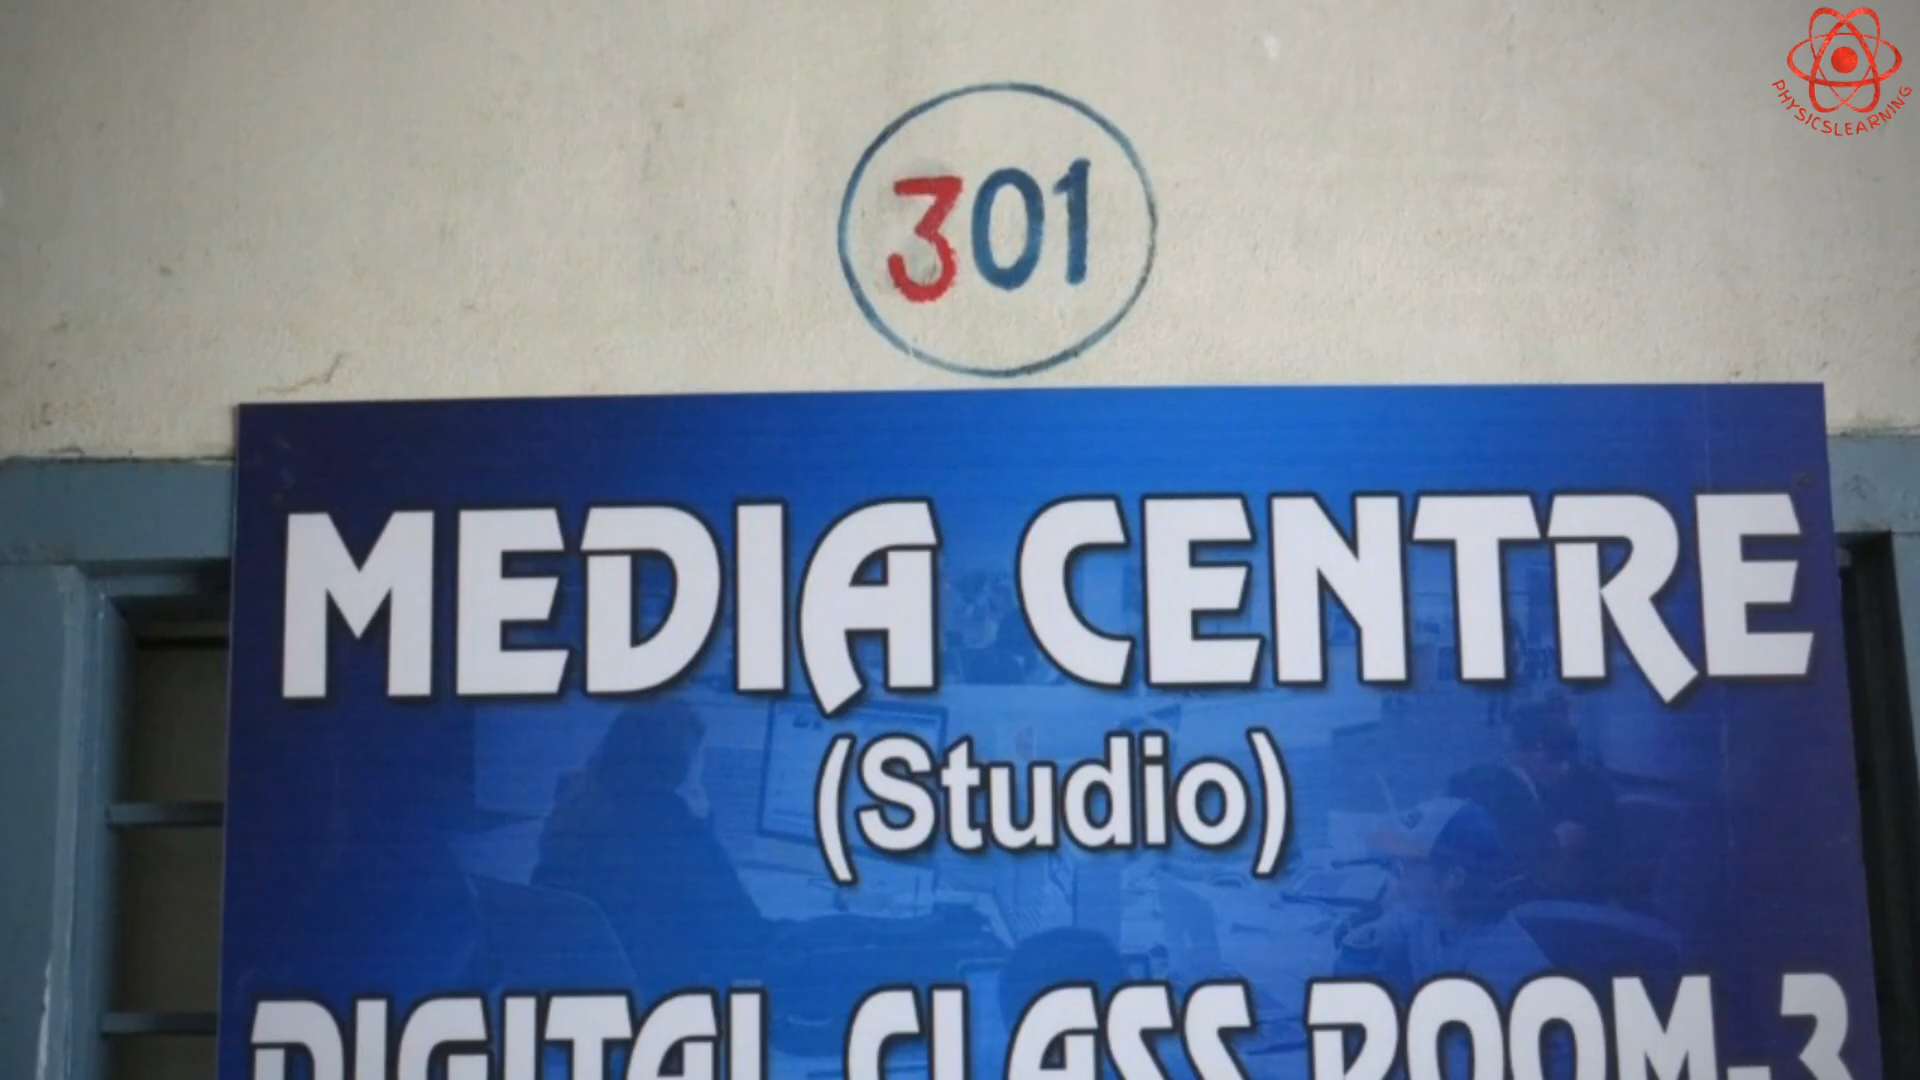 PHYSICSLEARNING
301
MEDIA CENTRE
(Studio)
DIGITAL CLASS ROOM-3